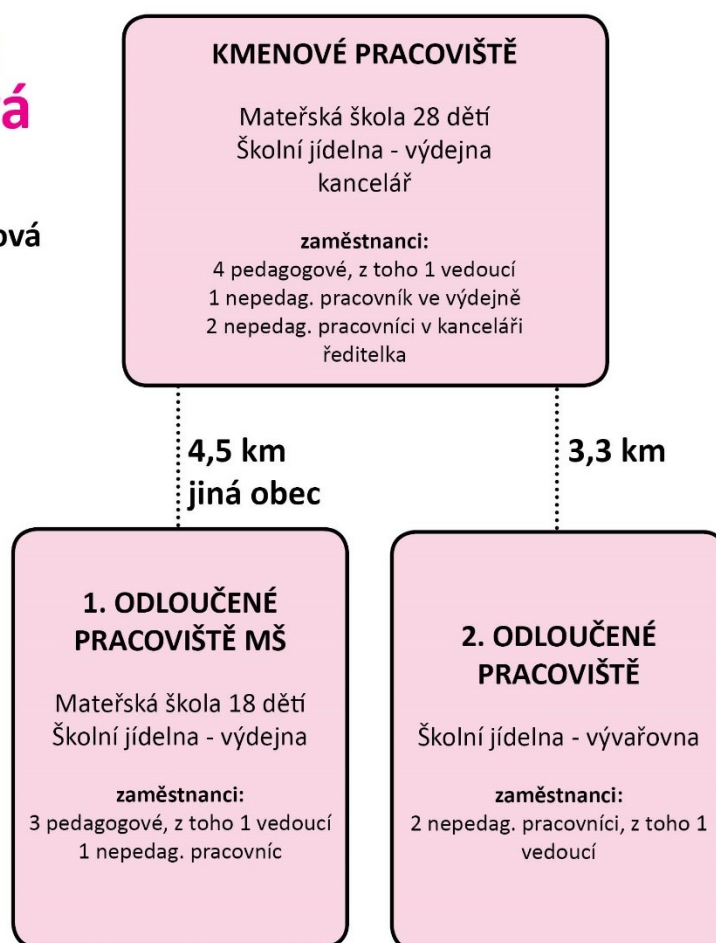 á
ová
KMENOVÉ PRACOVIŠTĚ
Mateřská škola 28 dětí
Školní jídelna - výdejna
kancelář
zaměstnanci:
4 pedagogové, z toho 1 vedoucí
1 nepedag. pracovník ve výdejně
2 nepedag. pracovníci v kanceláři
ředitelka
4,5 km
jiná obec
3,3 km
1. ODLOUČENÉ
PRACOVIŠTĚ MŠ
Mateřská škola 18 dětí
Školní jídelna - výdejna
zaměstnanci:
3 pedagogové, z toho 1 vedoucí
1 nepedag. pracovníc
2. ODLOUČENÉ
PRACOVIŠTĚ
Školní jídelna - vývařovna
zaměstnanci:
2 nepedag. pracovníci, z toho 1
vedoucí